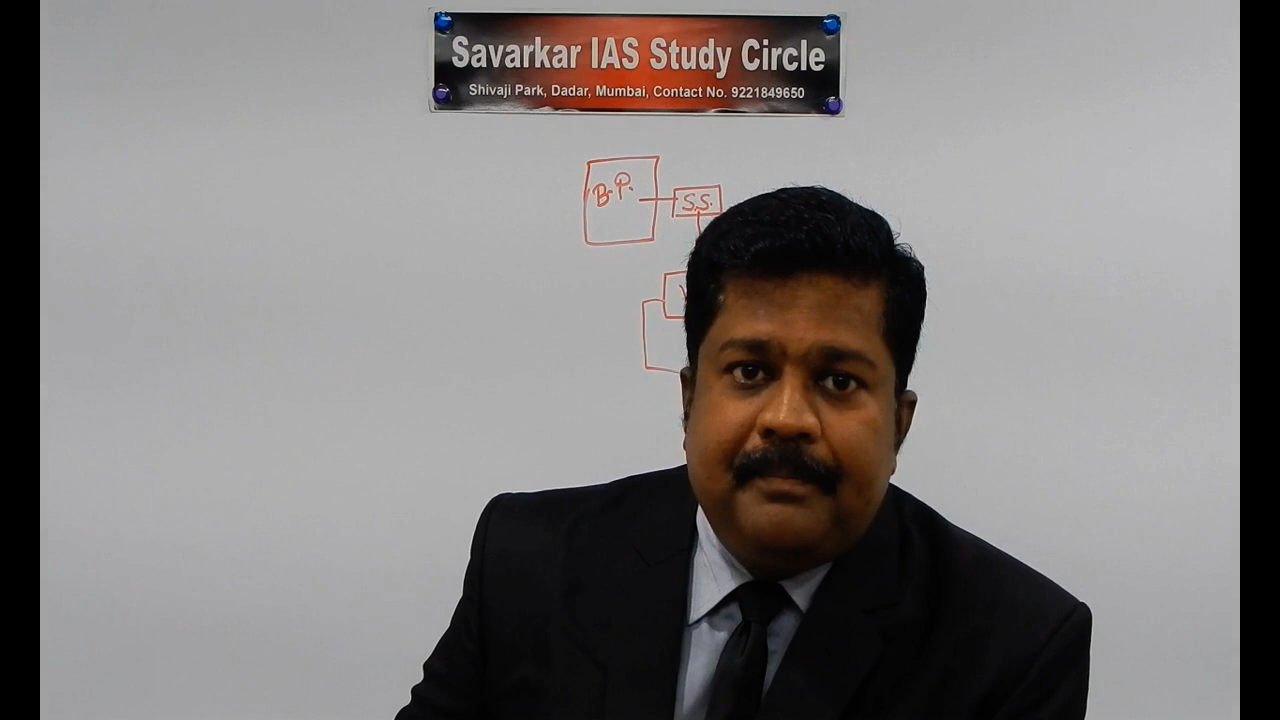 Savarkar IAS Study Circle
Shivaji Park, Dadar, Mumbai, Contact No. 9221849650
B.P.
S.S.